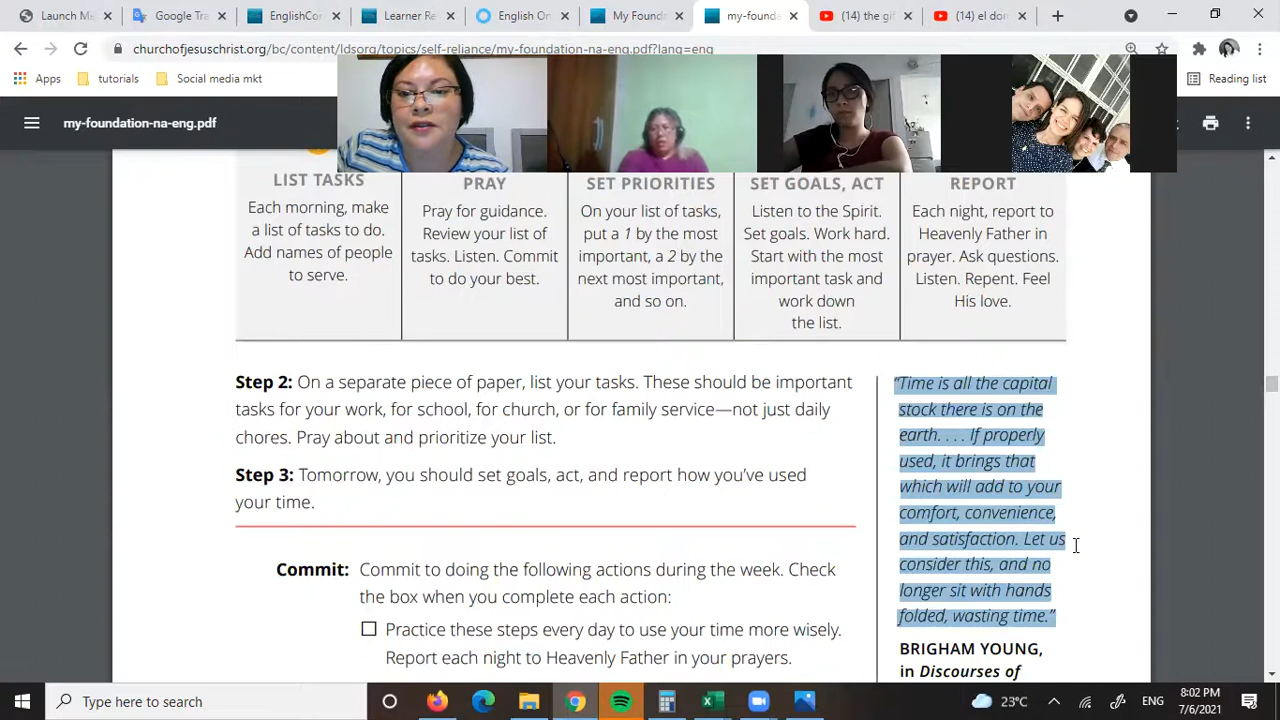 Launch M
Google Tra
EnglishCor
Learner Re
English On
My Found
my-founda
(14) the gif
(14) el don
churchofjesuschrist.org/bc/content/ldsorg/topics/self-reliance/my-foundation-na-eng.pdf?lang=eng
Apps
tutorials
Social media mkt
Reading list
my-foundation-na-eng.pdf
LIST TASKS
Each morning, make
a list of tasks to do.
Add names of people
to serve.
PRAY
Pray for guidance.
Review your list of
tasks. Listen. Commit
to do your best.
SET PRIORITIES
On your list of tasks,
put a 1 by the most
important, a 2 by the
next most important,
and so on.
SET GOALS, ACT
Listen to the Spirit.
Set goals. Work hard.
Start with the most
important task and
work down
the list.
REPORT
Each night, report to
Heavenly Father in
prayer. Ask questions.
Listen. Repent. Feel
His love.
Step 2: On a separate piece of paper, list your tasks. These should be important
tasks for your work, for school, for church, or for family service—not just daily
chores. Pray about and prioritize your list.
Step 3: Tomorrow, you should set goals, act, and report how you’ve used
your time.
Commit: Commit to doing the following actions during the week. Check
the box when you complete each action:
Practice these steps every day to use your time more wisely.
Report each night to Heavenly Father in your prayers.
“Time is all the capital
stock there is on the
earth. . . . If properly
used, it brings that
which will add to your
comfort, convenience,
and satisfaction. Let us
consider this, and no
longer sit with hands
folded, wasting time.”
BRIGHAM YOUNG,
in Discourses of
Type here to search
23°C
ENG
8:02 PM
7/6/2021